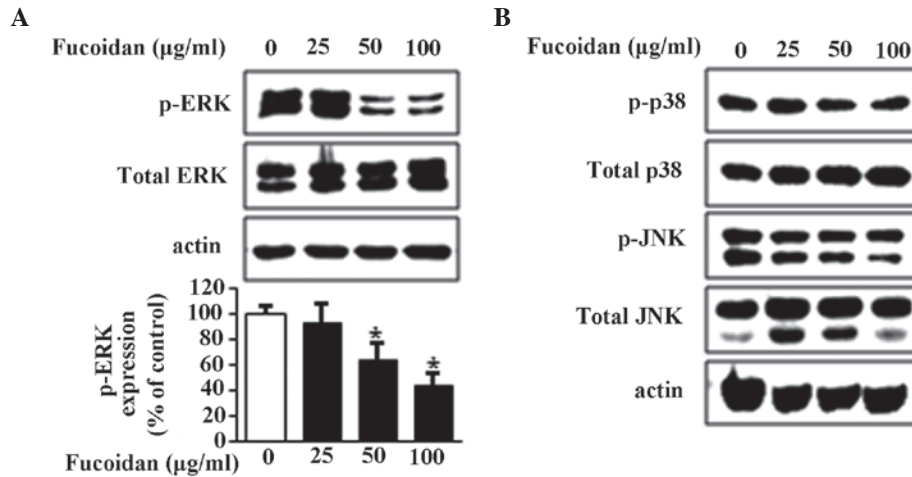 A
Fucoidan (µg/ml) 0 25 50 100
p-ERK
Total ERK
actin
120
100
80
60
40
20
0
p-ERK
expression
(% of control)
*
*
Fucoidan (µg/ml) 0 25 50 100
B
Fucoidan (µg/ml) 0 25 50 100
p-p38
Total p38
p-JNK
Total JNK
actin